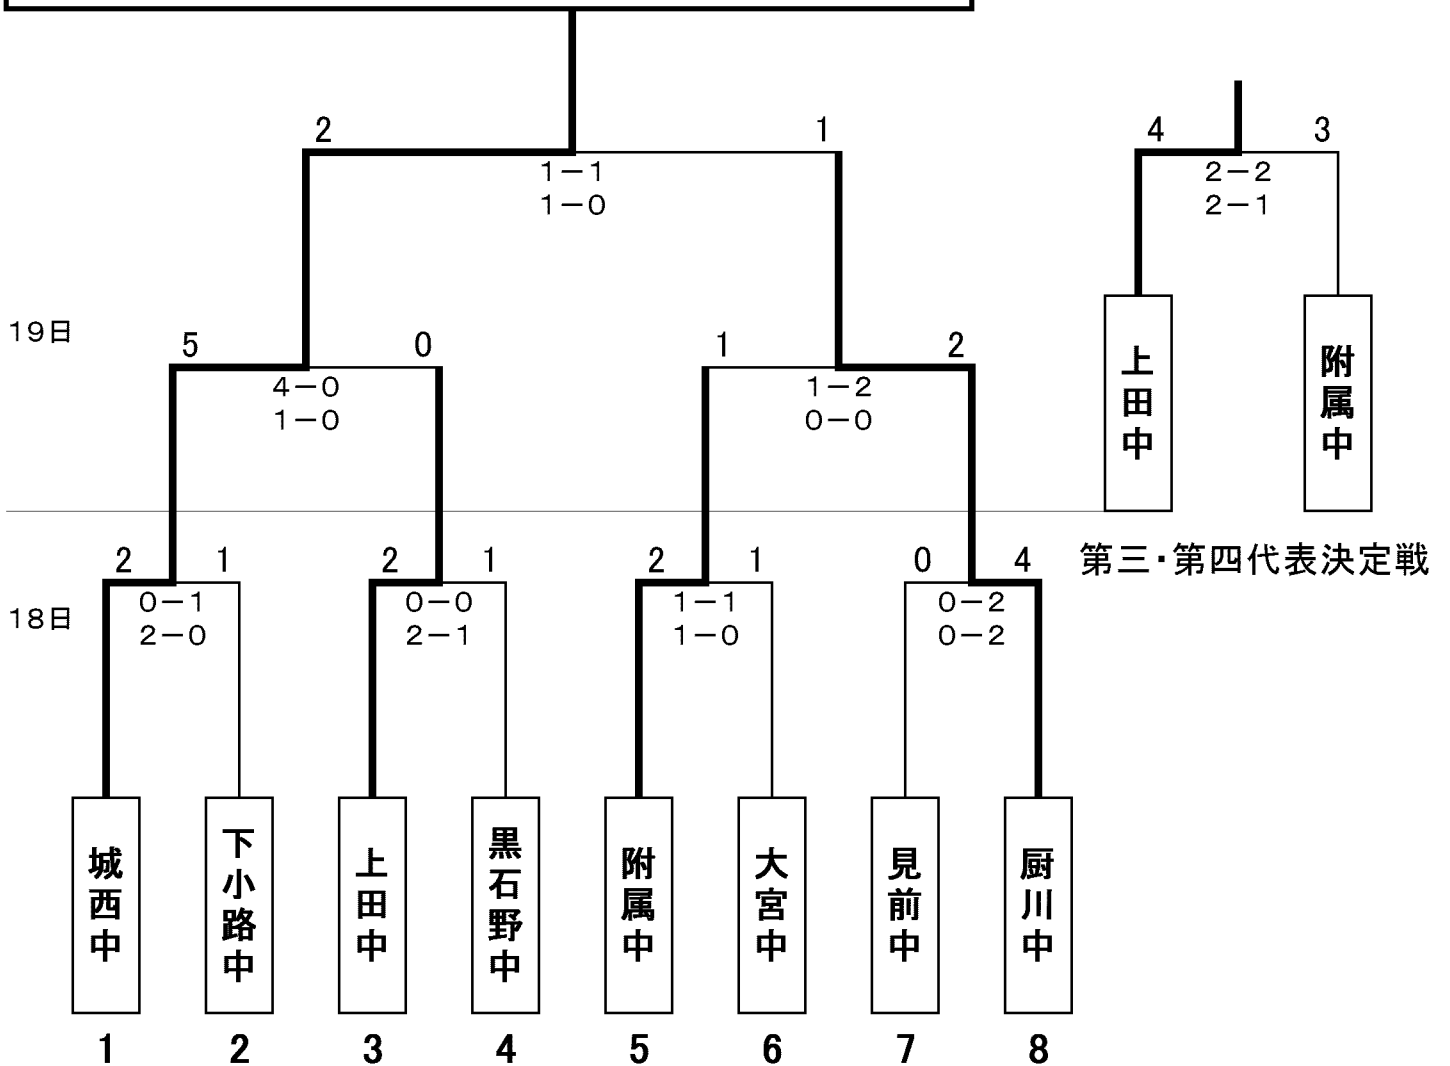 2 1
1－1
1－0
4 3
2－2
2－1
19日
5 0
4－0
1－0
1 2
1－2
0－0
上田中
附属中
第三・第四代表決定戦
18日
2 1
0－1
2－0
2 1
0－0
2－1
2 1
1－1
1－0
0 4
0－2
0－2
城西中
下小路中
上田中
黒石野中
附属中
大宮中
見前中
厨川中
1 2 3 4 5 6 7 8